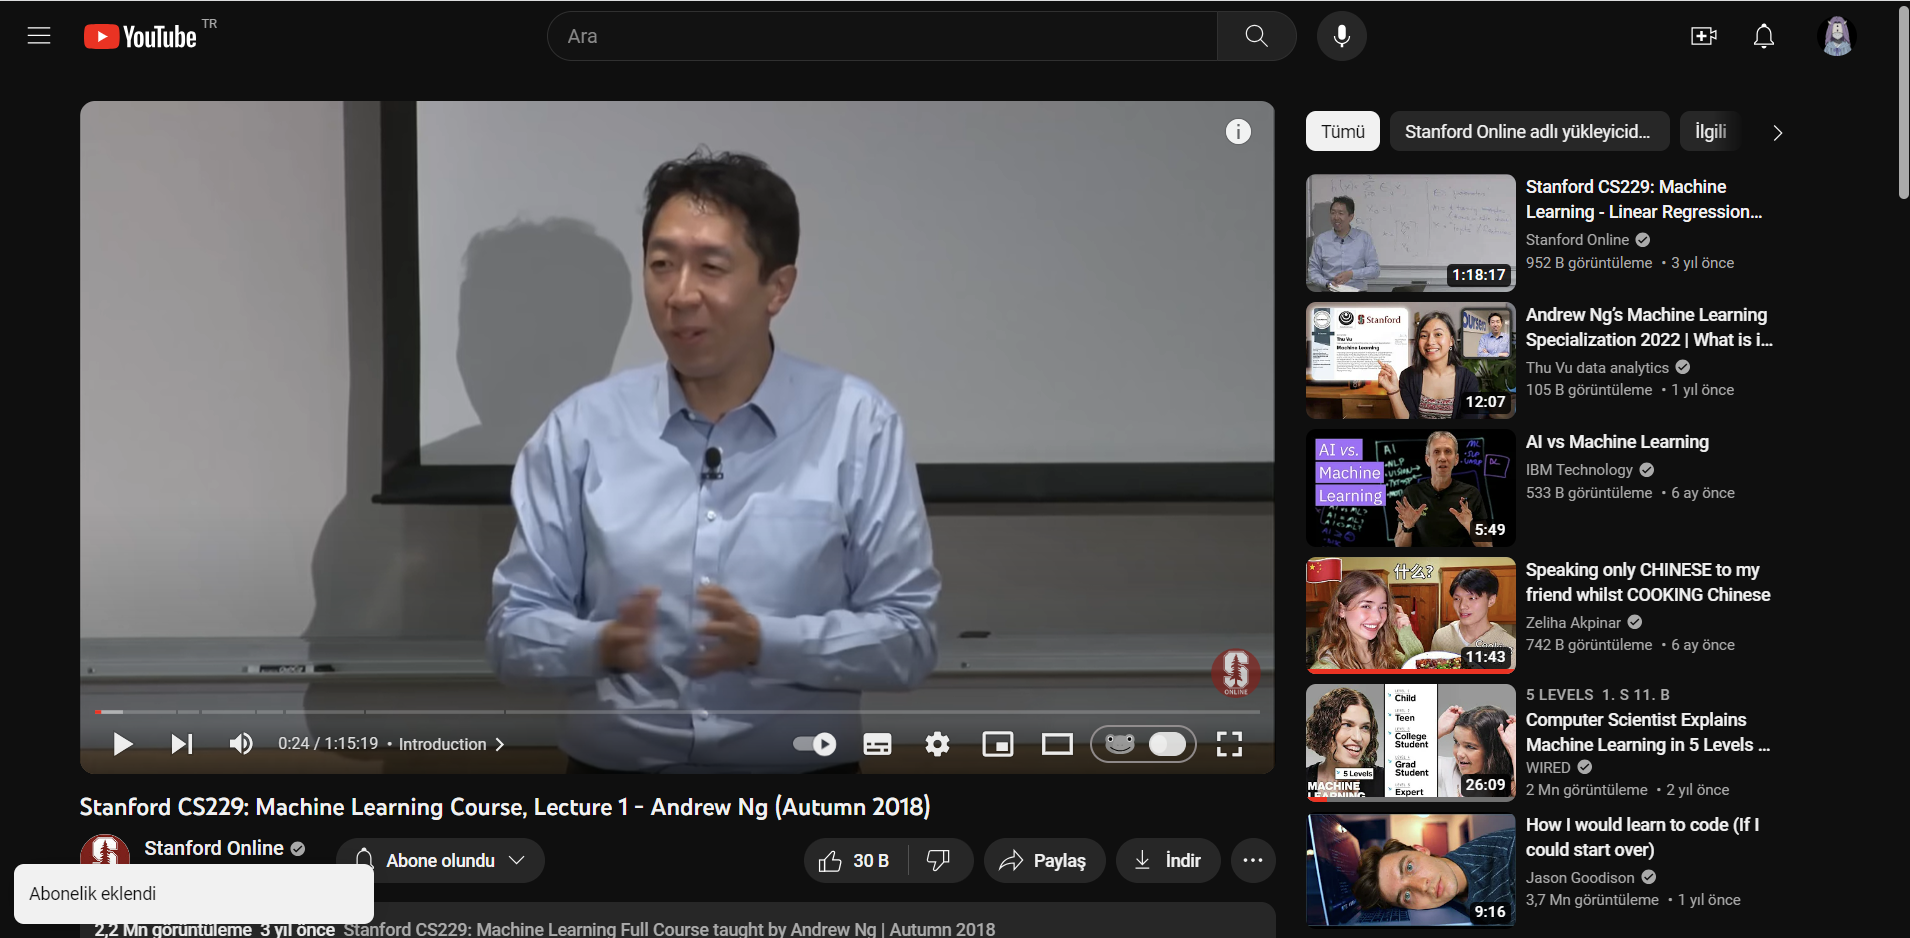 YouTube TR
Ara
Tümü
Stanford Online adlı yükleyicid...
İlgili
ONLINE
0:24 / 1:15:19 • Introduction
Stanford CS229: Machine Learning Course, Lecture 1 - Andrew Ng (Autumn 2018)
Stanford Online
Abone olundu
30 B
Paylaş
İndir
Abonelik eklendi
2,2 Mn görüntüleme 3 yıl önce Stanford CS229: Machine Learning Full Course taught by Andrew Ng | Autumn 2018
1:18:17
Stanford CS229: Machine
Learning - Linear Regression...
Stanford Online
952 B görüntüleme • 3 yıl önce
Stanford
Thu Vu
Machine Learning
12:07
Andrew Ng's Machine Learning
Specialization 2022 | What is i...
Thu Vu data analytics
105 B görüntüleme • 1 yıl önce
AI vs.
Machine
Learning
5:49
AI vs Machine Learning
IBM Technology
533 B görüntüleme • 6 ay önce
什么?
11:43
Speaking only CHINESE to my
friend whilst COOKING Chinese
Zeliha Akpinar
742 B görüntüleme • 6 ay önce
Child
Teen
College
Student
Grad
Student
Expert
5 Levels
MACHINE
LEARNING
26:09
5 LEVELS 1. S 11. B
Computer Scientist Explains
Machine Learning in 5 Levels ...
WIRED
2 Mn görüntüleme • 2 yıl önce
9:16
How I would learn to code (If I
could start over)
Jason Goodison
3,7 Mn görüntüleme • 1 yıl önce